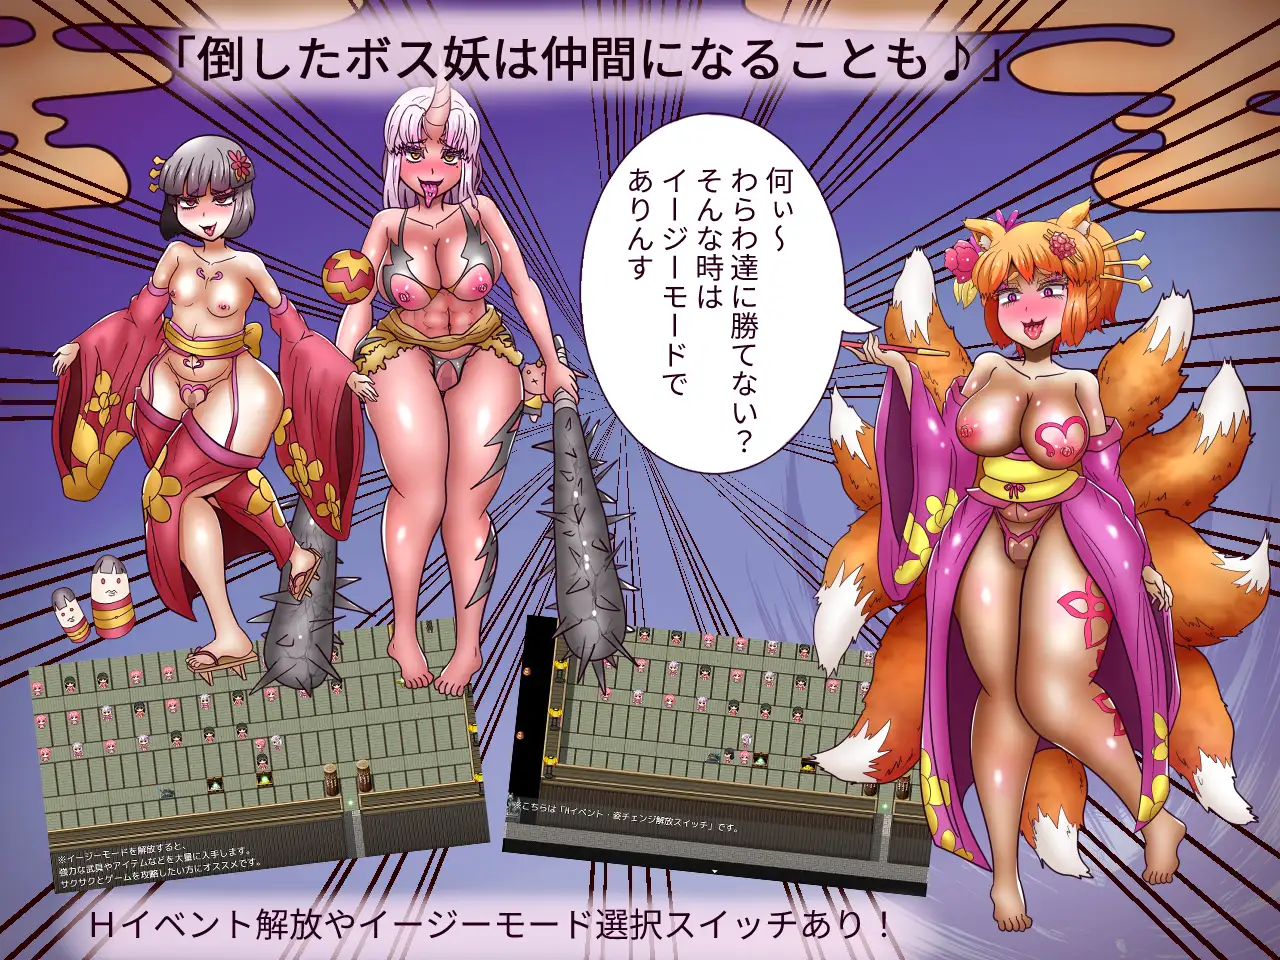 「倒したボス妖は仲間になることも♪」
何ぃ～
わらわ達に勝てない？
そんな時は
イージーモードで
ありんす
※イージーモードを解放すると、
強力な武具やアイテムなどを大量に入手します。
サクサクとゲームを攻略したい方にオススメです。
※こちらは「Hイベント・姿チェンジ解放スイッチ」です。
Ｈイベント解放やイージーモード選択スイッチあり！